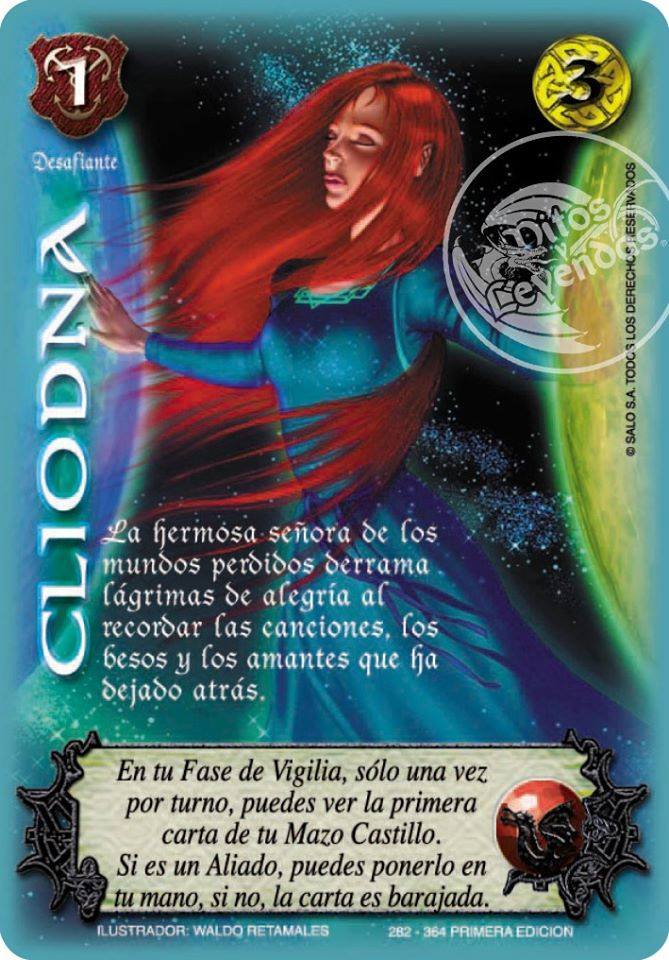 1
3
Desafiante
CLIODNA
Mitos
y
Leyendas
© SALO S.A. TODOS LOS DERECHOS RESERVADOS
La hermosa señora de los
mundos perdidos derrama
lágrimas de alegría al
recordar las canciones, los
besos y los amantes que ha
dejado atrás.
En tu Fase de Vigilia, sólo una vez
por turno, puedes ver la primera
carta de tu Mazo Castillo.
Si es un Aliado, puedes ponerlo en
tu mano, si no, la carta es barajada.
ILUSTRADOR: WALDO RETAMALES 282 - 364 PRIMERA EDICION